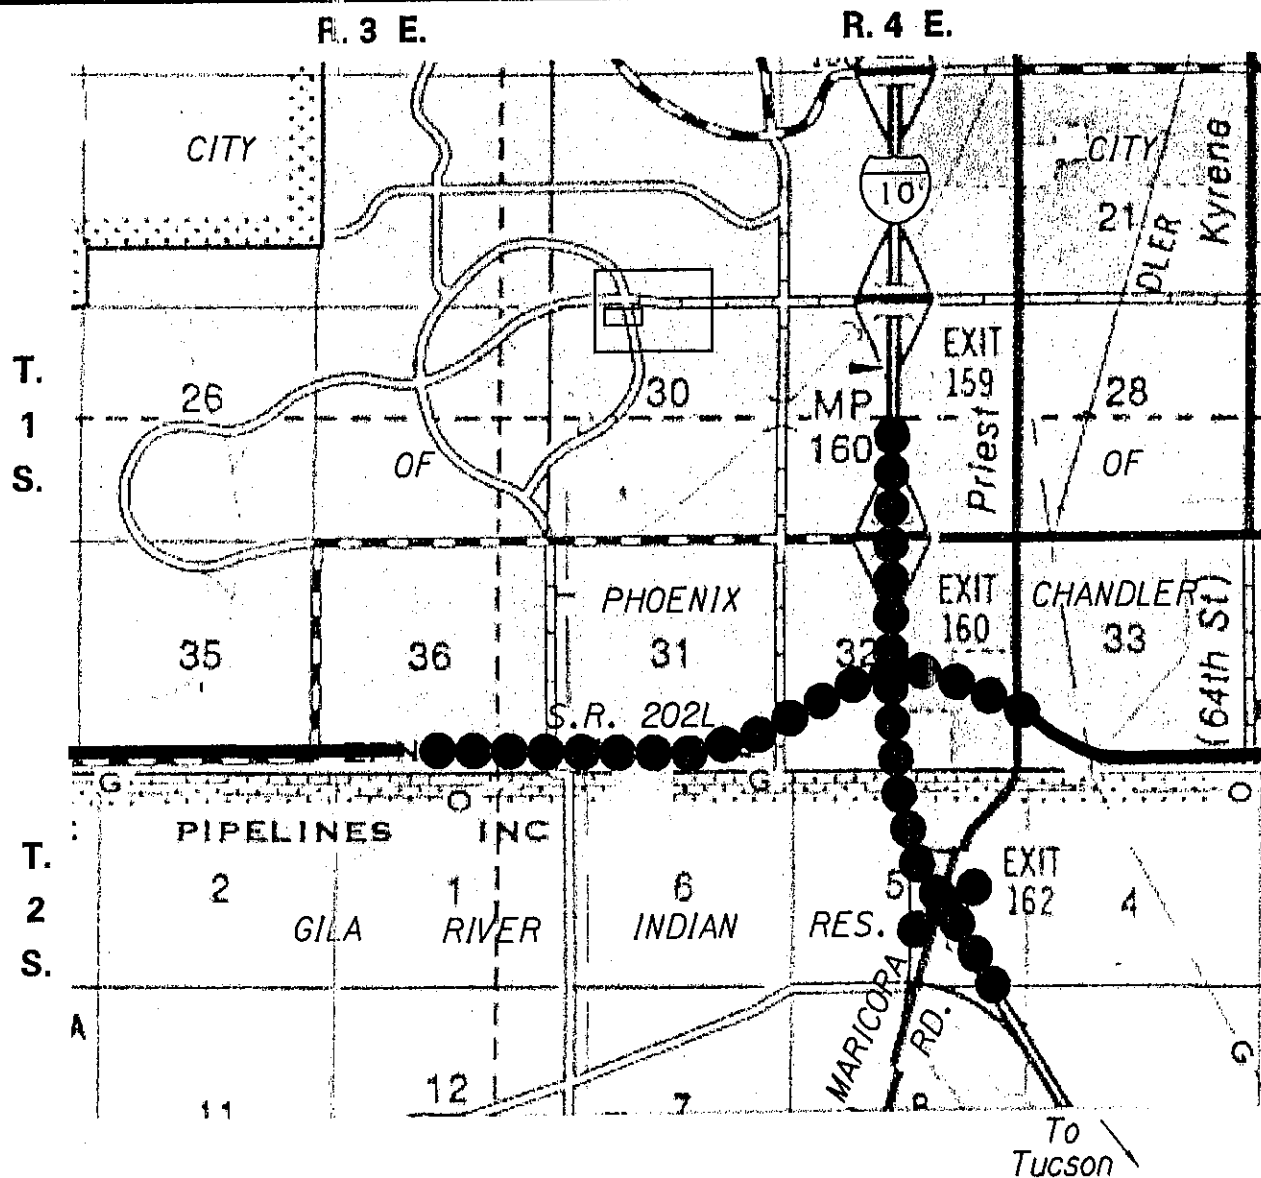 R. 3 E.
R. 4 E.
CITY
CITY
10
21
DLER
Kyrene
T.
1
S.
EXIT
159
26
30
MP
160
28
OF
Priest
OF
PHOENIX
EXIT
160
CHANDLER
35
36
31
32
33
(64th St)
S.R. 202L
G
G
O
O
PIPELINES INC
T.
2
S.
2
1
6
5
EXIT
162
4
GILA RIVER INDIAN RES.
A
MARICOPA
RD.
G
12
11
7
8
To
Tucson